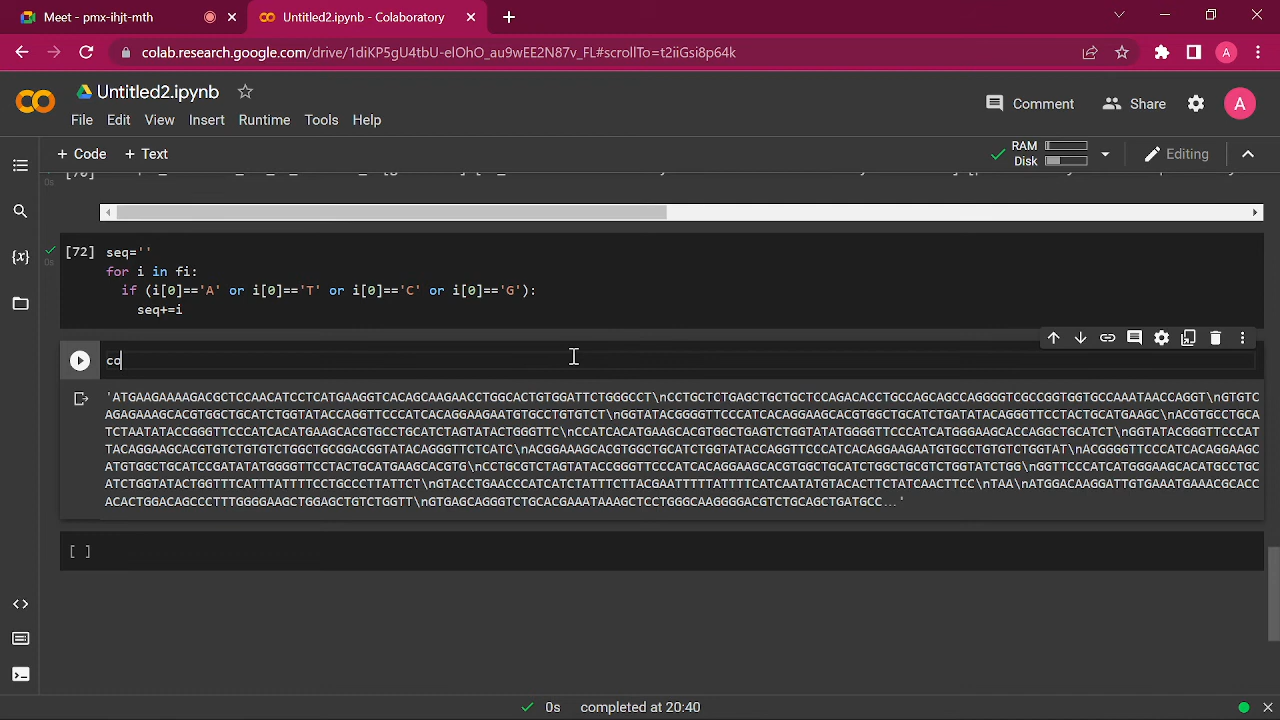 Meet - pmx-ihjt-mth
Untitled2.ipynb - Colaboratory
colab.research.google.com/drive/1diKP5gU4tbU-elOhO_au9wEE2N87v_FL#scrollTo=t2iiGsi8p64k
A
Untitled2.ipynb
Comment
Share
A
File Edit View Insert Runtime Tools Help
+ Code + Text
RAM
Disk
Editing
0s
[72] seq=''
for i in fi:
0s
if (i[0]=='A' or i[0]=='T' or i[0]=='C' or i[0]=='G'):
seq+=i
co
'ATGAAGAAAAGACGCTCCAACATCCTCATGAAGGTCACAGCAAGAACCTGGCACTGTGGATTCTGGGCCT\nCCTGCTCTGAGCTGCTGCTCCAGACACCTGCCAGCAGCCAGGGGTCGCCGGTGGTGCCAAATAACCAGGT\nGTGTC
AGAGAAAGCACGTGGCTGCATCTGGTATACCAGGTTCCCATCACAGGAAGAATGTGCCTGTGTCT\nGGTATACGGGGTTCCCATCACAGGAAGCACGTGGCTGCATCTGATATACAGGGTTCCTACTGCATGAAGC\nACGTGCCTGCA
TCTAATATACCGGGTTCCCATCACATGAAGCACGTGCCTGCATCTAGTATACTGGGTTC\nCCATCACATGAAGCACGTGGCTGAGTCTGGTATATGGGGTTCCCATCATGGGAAGCACCAGGCTGCATCT\nGGTATACGGGTTCCCAT
TACAGGAAGCACGTGTCTGTGTCTGGCTGCGGACGGTATACAGGGTTCTCATC\nACGGAAAGCACGTGGCTGCATCTGGTATACCAGGTTCCCATCACAGGAAGAATGTGCCTGTGTCTGGTAT\nACGGGGTTCCCATCACAGGAAGC
ATGTGGCTGCATCCGATATATGGGGTTCCTACTGCATGAAGCACGTG\nCCTGCGTCTAGTATACCGGGTTCCCATCACAGGAAGCACGTGGCTGCATCTGGCTGCGTCTGGTATCTGG\nGGTTCCCATCATGGGAAGCACATGCCTGC
ATCTGGTATACTGGTTTCATTTATTTTCCTGCCCTTATTCT\nGTACCTGAACCCATCATCTATTTCTTACGAATTTTTATTTTCATCAATATGTACACTTCTATCAACTTCC\nTAA\nATGGACAAGGATTGTGAAATGAAACGCACC
ACACTGGACAGCCCTTTGGGGAAGCTGGAGCTGTCTGGTT\nGTGAGCAGGGTCTGCACGAAATAAAGCTCCTGGGCAAGGGGACGTCTGCAGCTGATGCC...'
[ ]
0s completed at 20:40